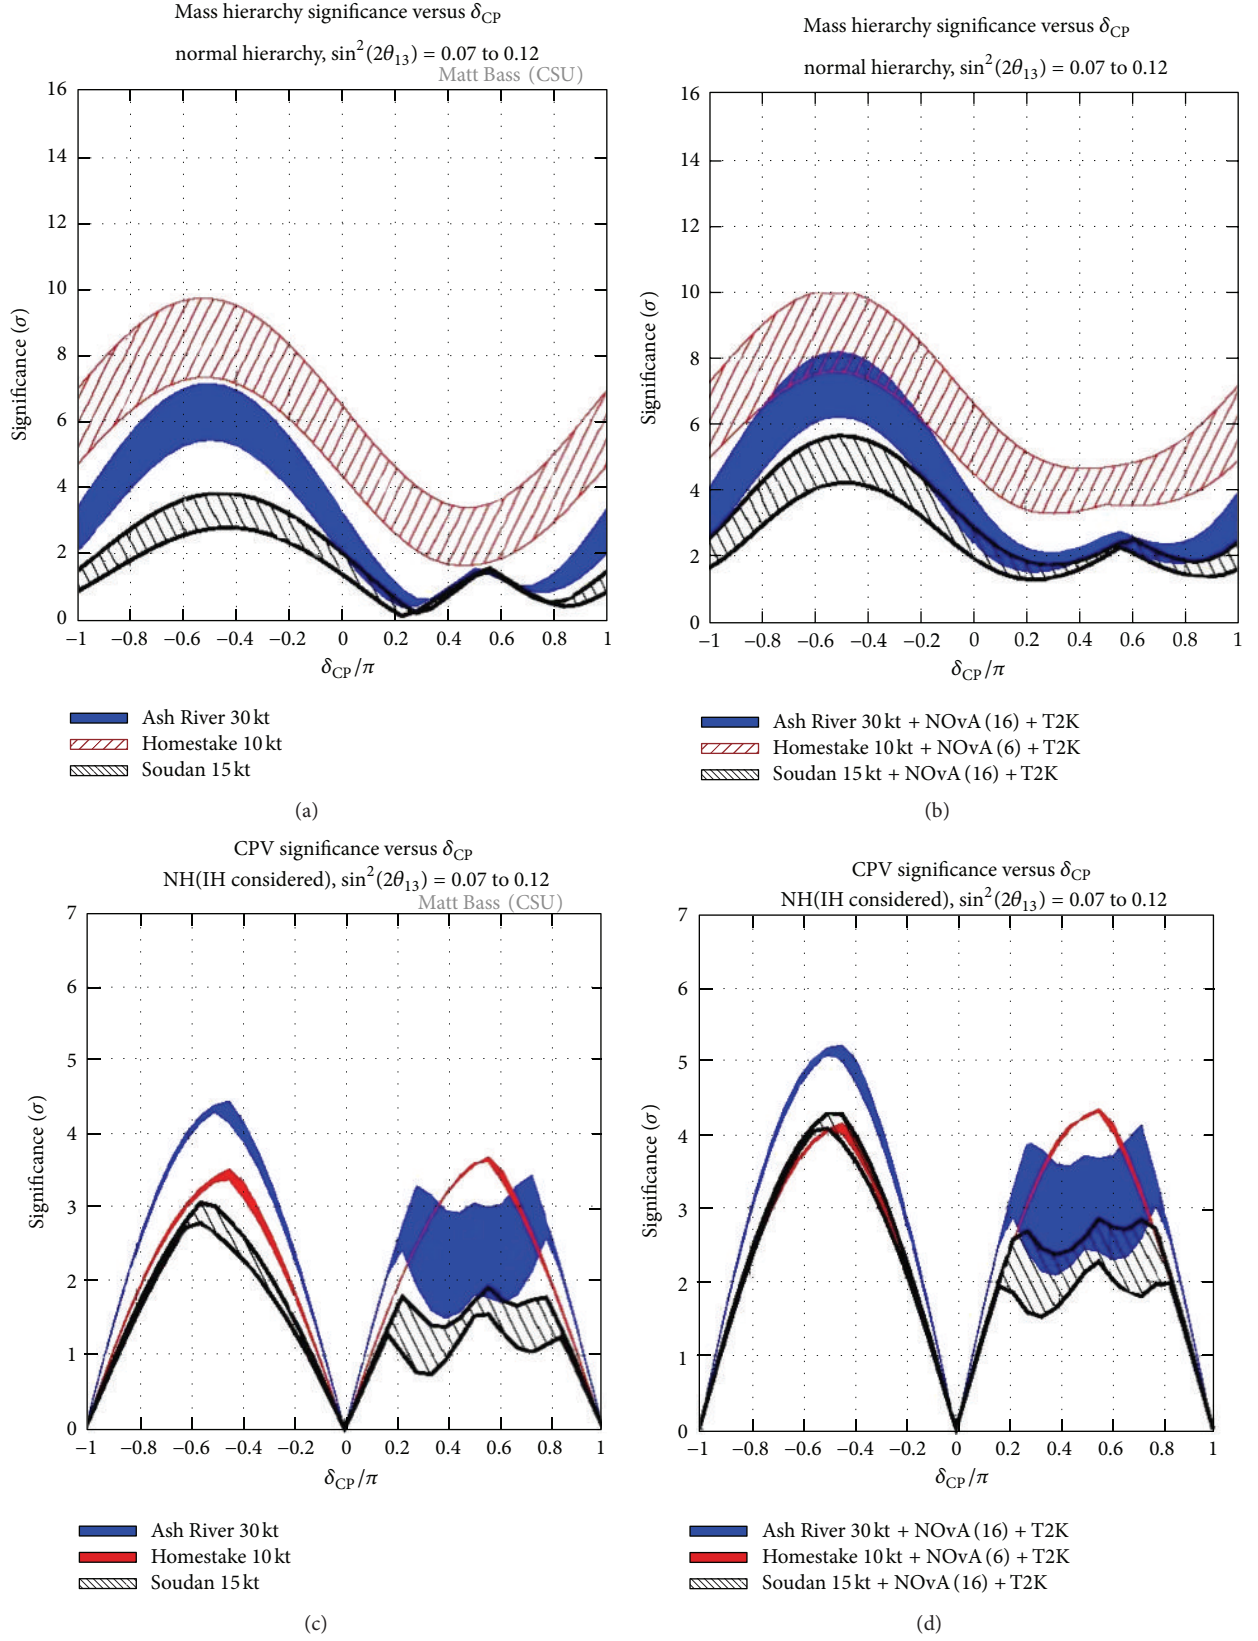 Mass hierarchy significance versus δCP
normal hierarchy, sin²(2θ13) = 0.07 to 0.12
Matt Bass (CSU)
16
14
12
10
8
6
4
2
0
Significance (σ)
−1 −0.8 −0.6 −0.4 −0.2 0 0.2 0.4 0.6 0.8 1
δCP/π
Ash River 30 kt
Homestake 10 kt
Soudan 15 kt
(a)
Mass hierarchy significance versus δCP
normal hierarchy, sin²(2θ13) = 0.07 to 0.12
16
14
12
10
8
6
4
2
0
Significance (σ)
−1 −0.8 −0.6 −0.4 −0.2 0 0.2 0.4 0.6 0.8 1
δCP/π
Ash River 30 kt + NOvA (16) + T2K
Homestake 10 kt + NOvA (6) + T2K
Soudan 15 kt + NOvA (16) + T2K
(b)
CPV significance versus δCP
NH(IH considered), sin²(2θ13) = 0.07 to 0.12
Matt Bass (CSU)
7
6
5
4
3
2
1
0
Significance (σ)
−1 −0.8 −0.6 −0.4 −0.2 0 0.2 0.4 0.6 0.8 1
δCP/π
Ash River 30 kt
Homestake 10 kt
Soudan 15 kt
(c)
CPV significance versus δCP
NH(IH considered), sin²(2θ13) = 0.07 to 0.12
7
6
5
4
3
2
1
0
Significance (σ)
−1 −0.8 −0.6 −0.4 −0.2 0 0.2 0.4 0.6 0.8 1
δCP/π
Ash River 30 kt + NOvA (16) + T2K
Homestake 10 kt + NOvA (6) + T2K
Soudan 15 kt + NOvA (16) + T2K
(d)